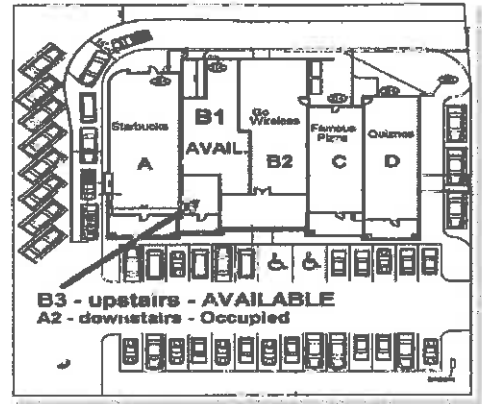 Starbucks
A
B1
AVAIL.
Go
Wireless
B2
Famous
Pizza
C
Quiznos
D
B3 - upstairs - AVAILABLE
A2 - downstairs - Occupied